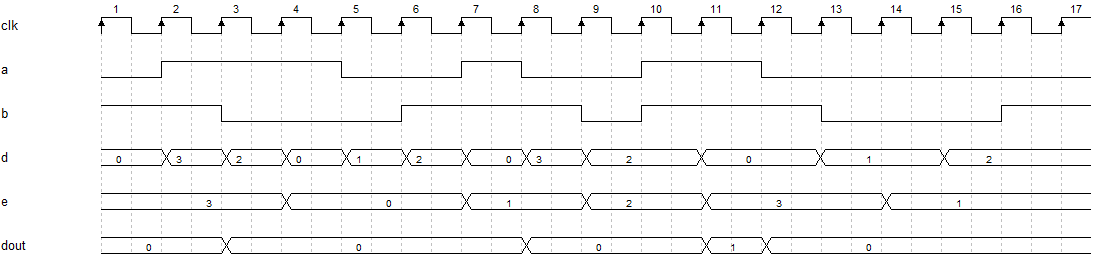 1 2 3 4 5 6 7 8 9 10 11 12 13 14 15 16 17
clk
a
b
d 0 3 2 0 1 2 0 3 2 0 1 2
e 3 0 1 2 3 1
dout 0 0 0 1 0